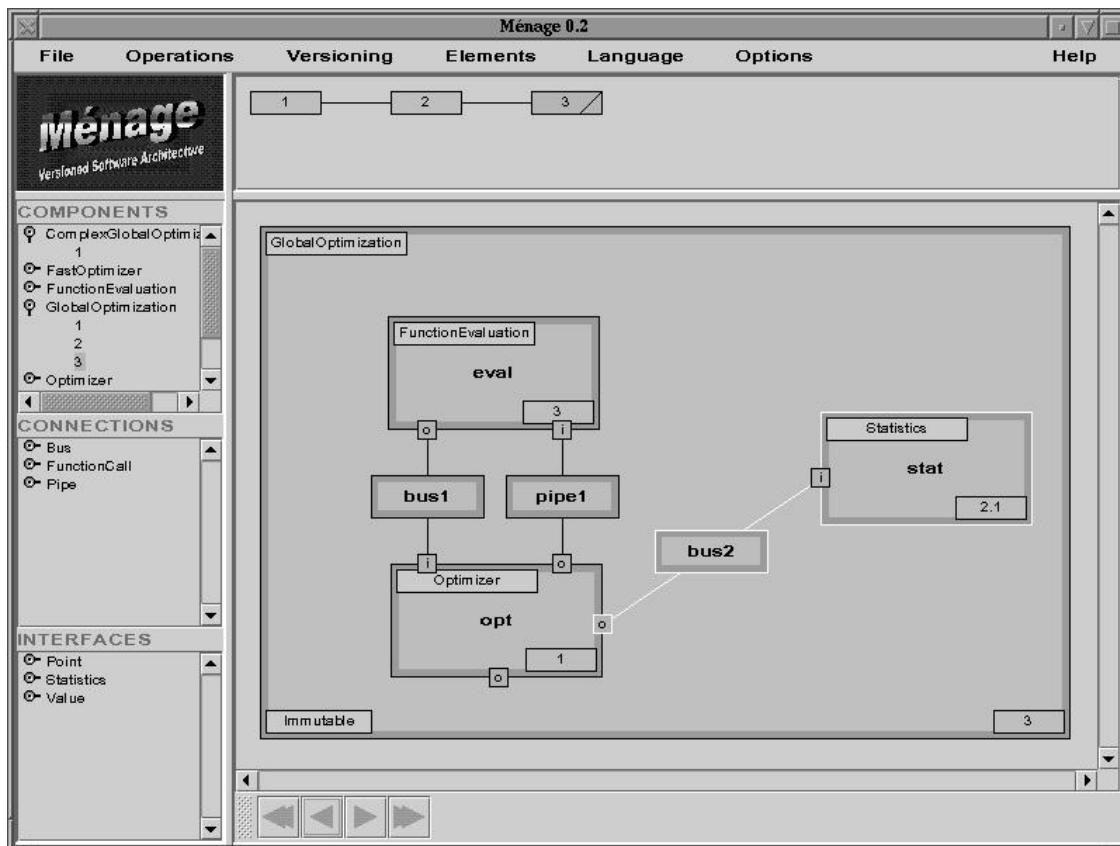 Ménage 0.2
File Operations Versioning Elements Language Options Help
Ménage
Versioned Software Architecture
1 2 3
COMPONENTS
ComplexGlobalOptimiz
1
FastOptimizer
FunctionEvaluation
GlobalOptimization
1
2
3
Optimizer
CONNECTIONS
Bus
FunctionCall
Pipe
INTERFACES
Point
Statistics
Value
GlobalOptimization
FunctionEvaluation
eval
3
o i
Statistics
stat
i
2.1
bus1 pipe1
bus2
i o
Optimizer
opt
o
1
o
Immutable 3